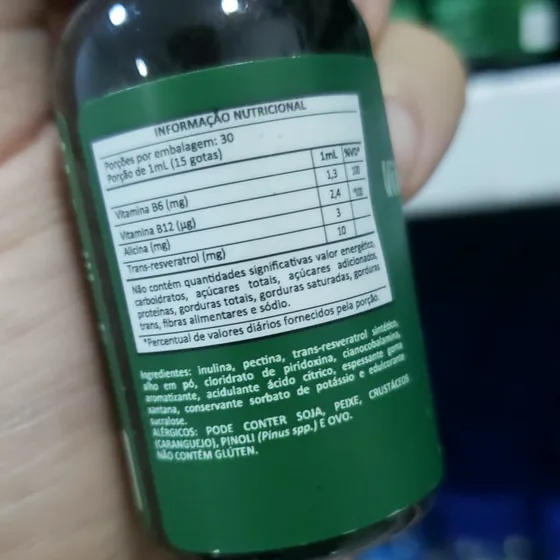 INFORMAÇÃO NUTRICIONAL
Porções por embalagem: 30
Porção de 1mL (15 gotas)
1mL %VD*
Vitamina B6 (mg) 1,3 100
Vitamina B12 (µg) 2,4 100
Alicina (mg) 3
Trans-resveratrol (mg) 10
Não contém quantidades significativas valor energético,
carboidratos, açúcares totais, açúcares adicionados,
proteínas, gorduras totais, gorduras saturadas, gorduras
trans, fibras alimentares e sódio.
*Percentual de valores diários fornecidos pela porção.
Ingredientes: inulina, pectina, trans-resveratrol sintético,
alho em pó, cloridrato de piridoxina, cianocobalamina,
aromatizante, acidulante ácido cítrico, espessante goma
xantana, conservante sorbato de potássio e edulcorante
sucralose.
ALÉRGICOS: PODE CONTER SOJA, PEIXE, CRUSTÁCEOS
(CARANGUEJO), PINOLI (Pinus spp.) E OVO.
NÃO CONTÉM GLÚTEN.